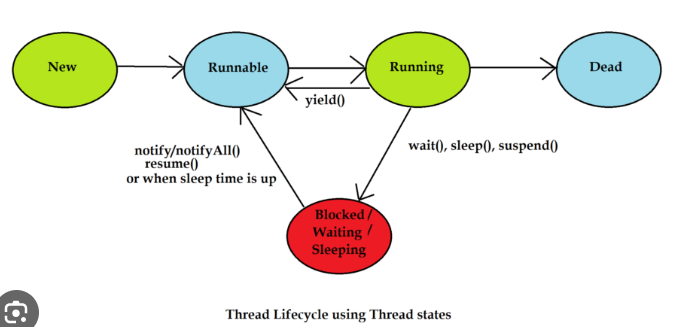 New
Runnable
Running
Dead
yield()
notify/notifyAll()
resume()
or when sleep time is up
wait(), sleep(), suspend()
Blocked /
Waiting /
Sleeping
Thread Lifecycle using Thread states